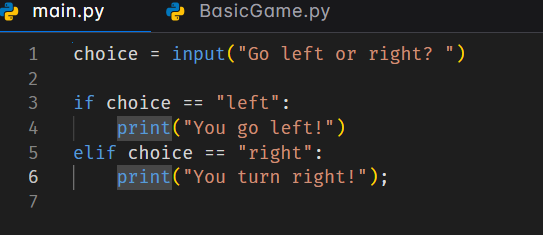 main.py BasicGame.py
1 choice = input("Go left or right? ")
2
3 if choice == "left":
4     print("You go left!")
5 elif choice == "right":
6     print("You turn right!");
7